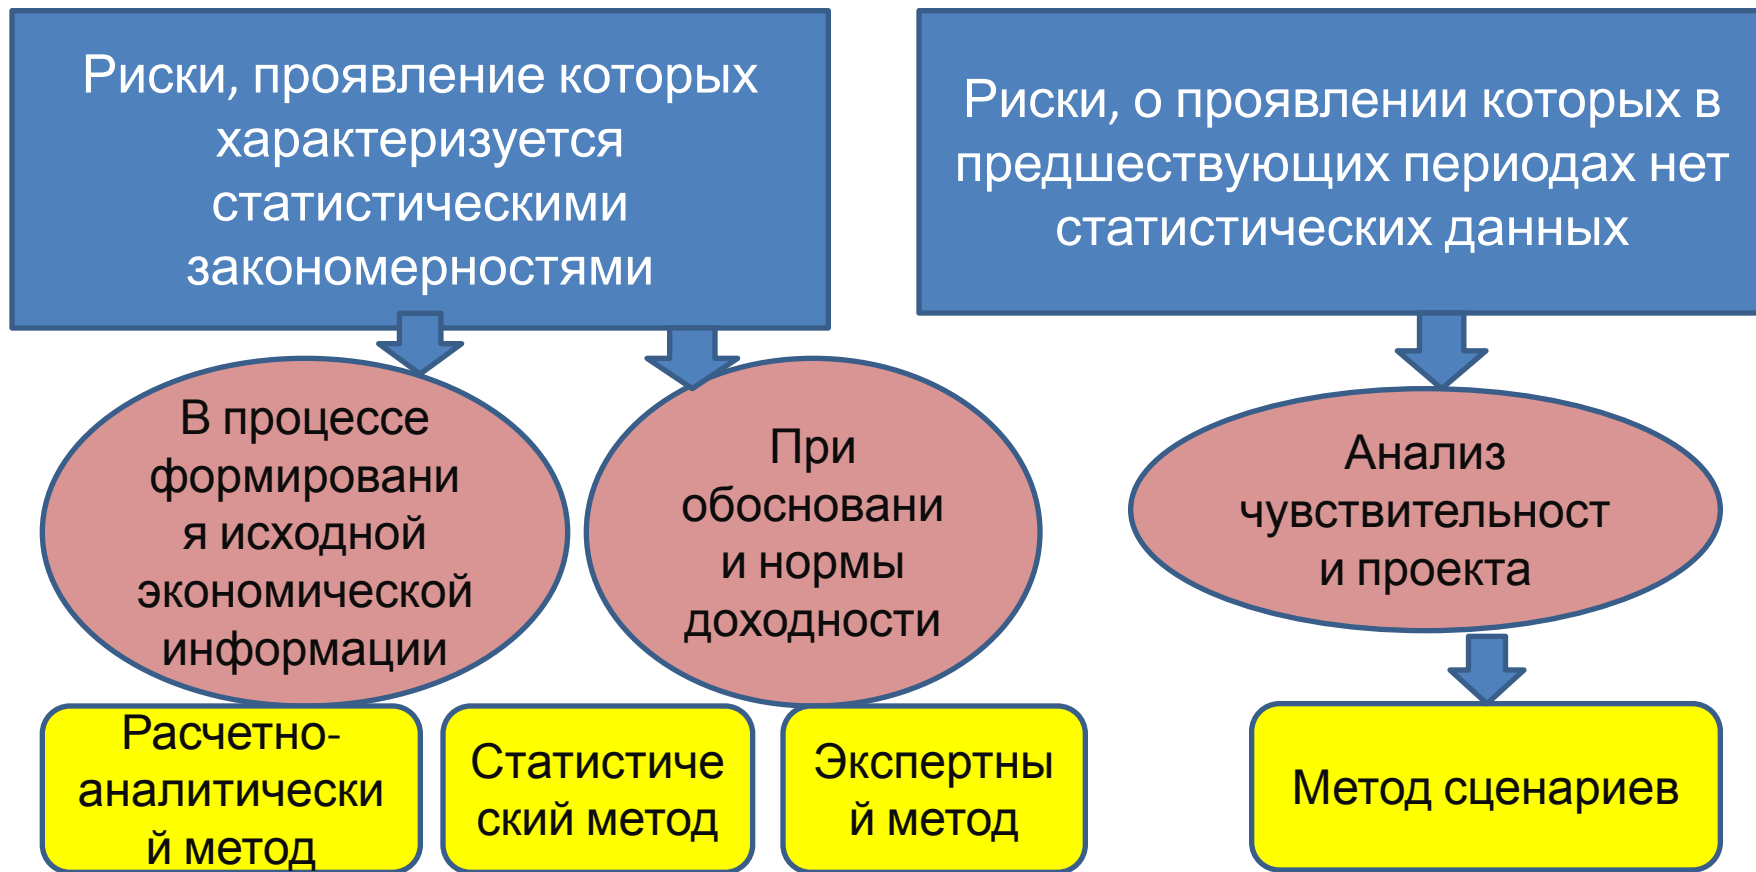 Риски, проявление которых
характеризуется
статистическими
закономерностями
Риски, о проявлении которых в
предшествующих периодах нет
статистических данных
В процессе
формировани
я исходной
экономической
информации
При
обосновани
и нормы
доходности
Анализ
чувствительност
и проекта
Расчетно-
аналитически
й метод
Статистиче
ский метод
Экспертны
й метод
Метод сценариев